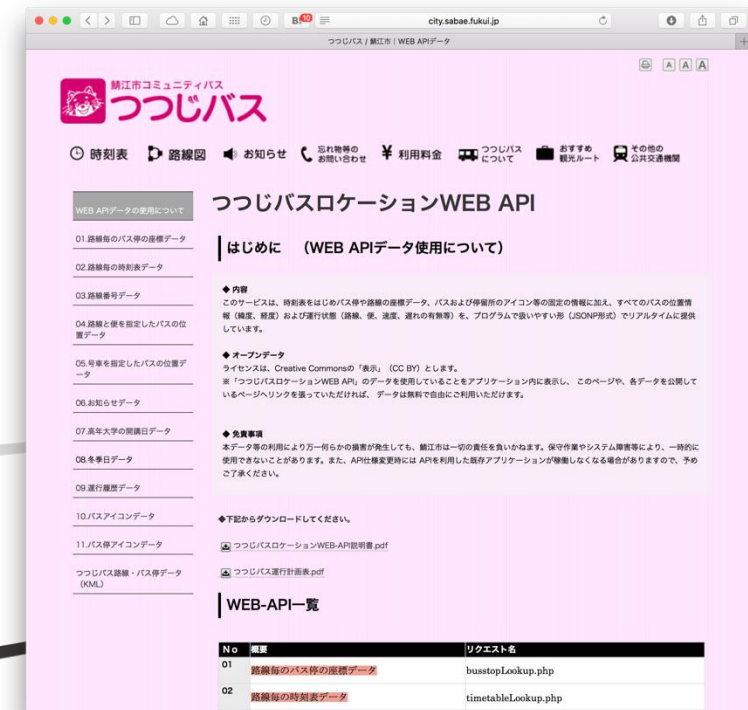 city.sabae.fukui.jp
つつじバス / 鯖江市 | WEB APIデータ
A A A
鯖江市コミュニティバス
つつじバス
時刻表
路線図
お知らせ
忘れ物等の
お問い合わせ
利用料金
つつじバス
について
おすすめ
観光ルート
その他の
公共交通機関
WEB APIデータの使用について
01.路線毎のバス停の座標データ
02.路線毎の時刻表データ
03.路線番号データ
04.路線と便を指定したバスの位
置データ
05.号車を指定したバスの位置デ
ータ
06.お知らせデータ
07.高年大学の開講日データ
08.冬季日データ
09.運行履歴データ
10.バスアイコンデータ
11.バス停アイコンデータ
つつじバス路線・バス停データ
（KML）
つつじバスロケーションWEB API
はじめに　（WEB APIデータ使用について）
◆ 内容
このサービスは、時刻表をはじめバス停や路線の座標データ、バスおよび停留所のアイコン等の固定の情報に加え、すべてのバスの位置情
報（緯度、経度）および運行状態（路線、便、速度、遅れの有無等）を、プログラムで扱いやすい形（JSONP形式）でリアルタイムに提供
しています。
◆ オープンデータ
ライセンスは、Creative Commonsの「表示」（CC BY）とします。
※「つつじバスロケーションWEB API」のデータを使用していることをアプリケーション内に表示し、 このページや、各データを公開して
いるページへリンクを張っていただければ、 データは無料で自由にご利用いただけます。
◆ 免責事項
本データ等の利用により万一何らかの損害が発生しても、鯖江市は一切の責任を負いかねます。保守作業やシステム障害等により、一時的に
使用できないことがあります。また、API仕様変更時には APIを利用した既存アプリケーションが稼働しなくなる場合がありますので、予め
ご了承ください。
◆下記からダウンロードしてください。
つつじバスロケーションWEB-API説明書.pdf
つつじバス運行計画表.pdf
WEB-API一覧
No 概要 リクエスト名
01 路線毎のバス停の座標データ busstopLookup.php
02 路線毎の時刻表データ timetableLookup.php